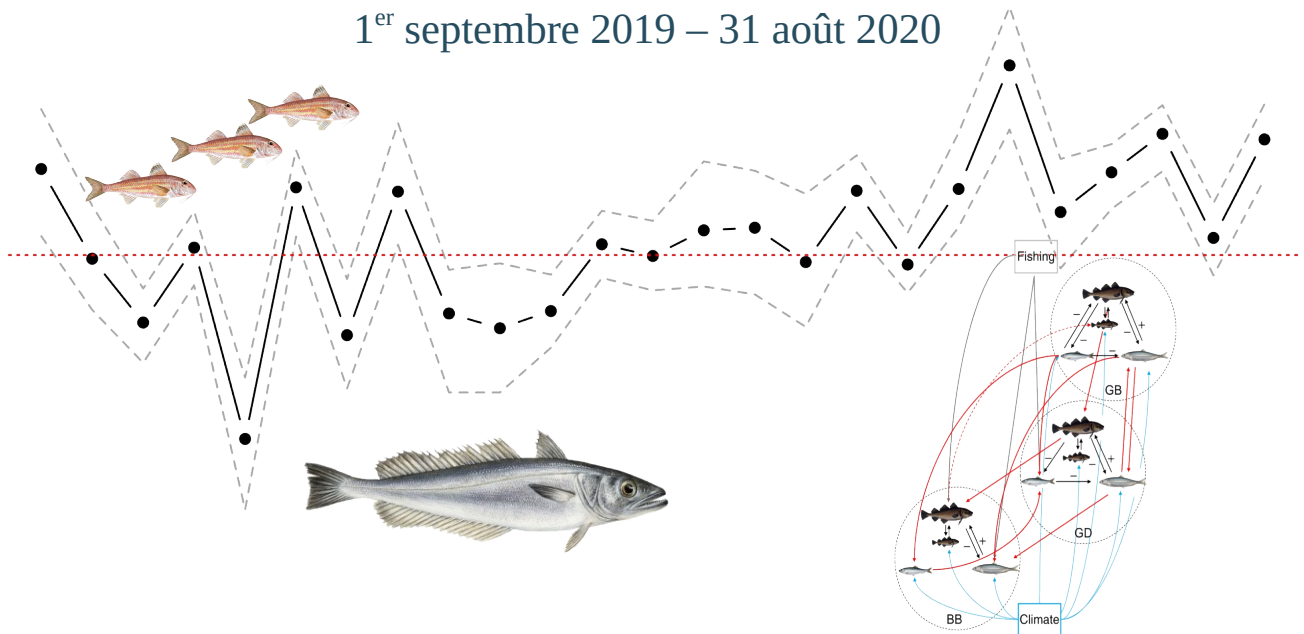 1er septembre 2019 – 31 août 2020
Fishing
− − − +
−
GB
− − +
−
GD
− +
BB
Climate